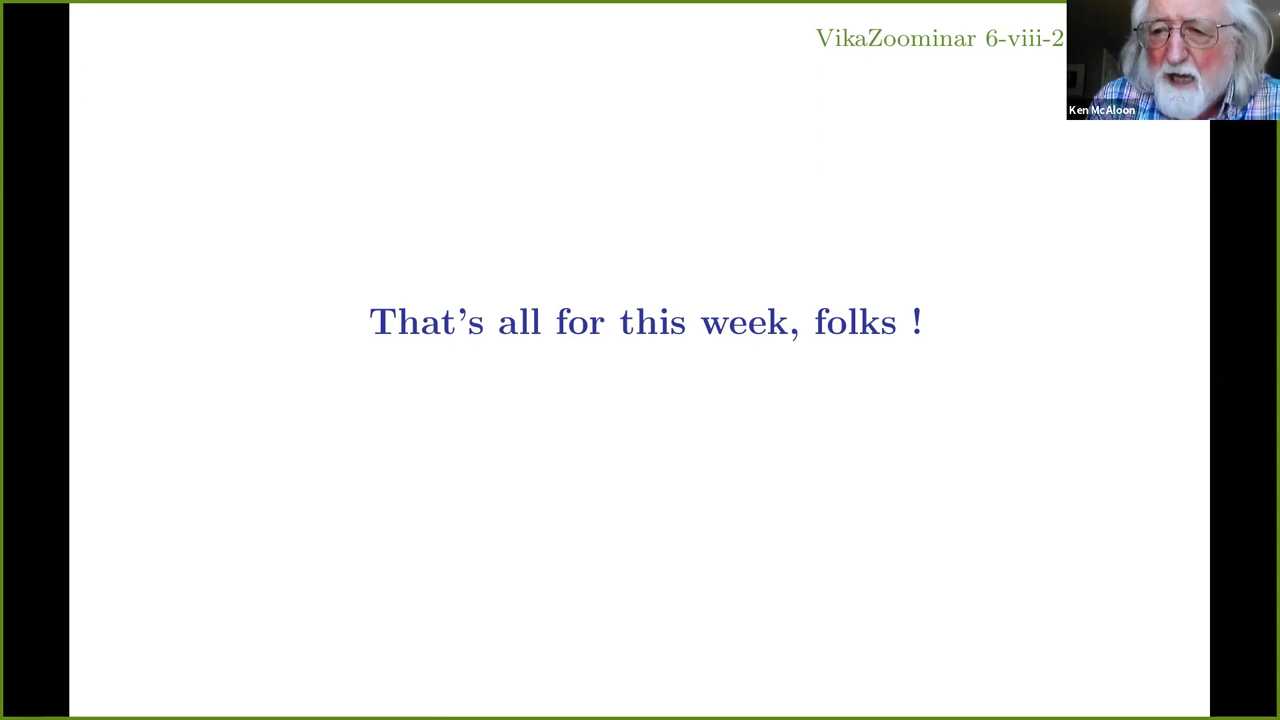 VikaZoominar 6-viii-2
Ken McAloon
That's all for this week, folks !